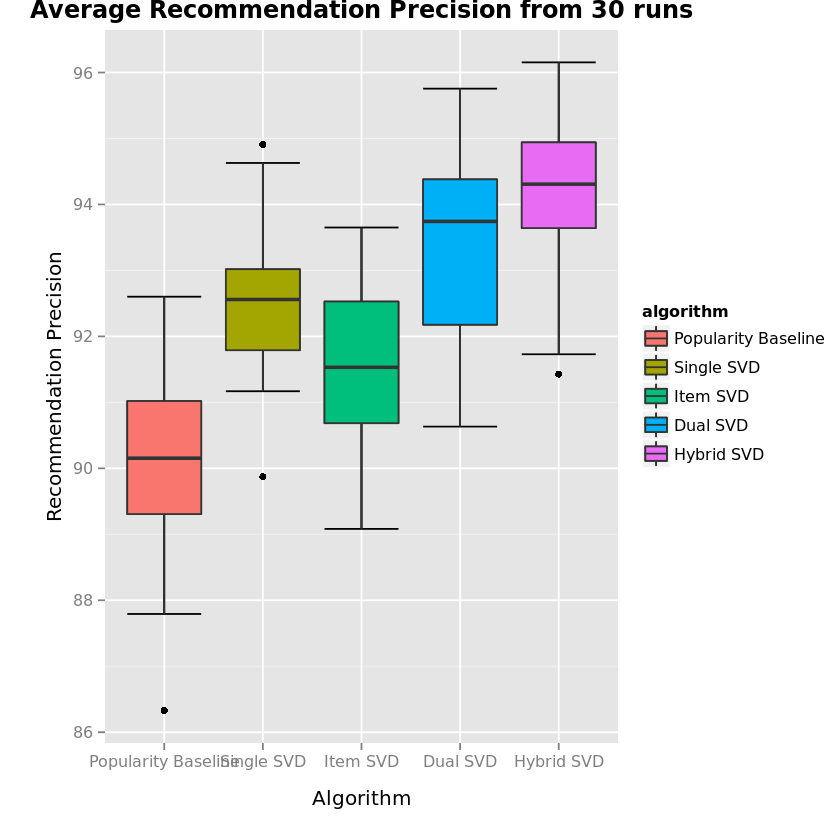 Average Recommendation Precision from 30 runs
Recommendation Precision
96
94
92
90
88
86
Popularity Baseline Single SVD Item SVD Dual SVD Hybrid SVD
Algorithm
algorithm
Popularity Baseline
Single SVD
Item SVD
Dual SVD
Hybrid SVD